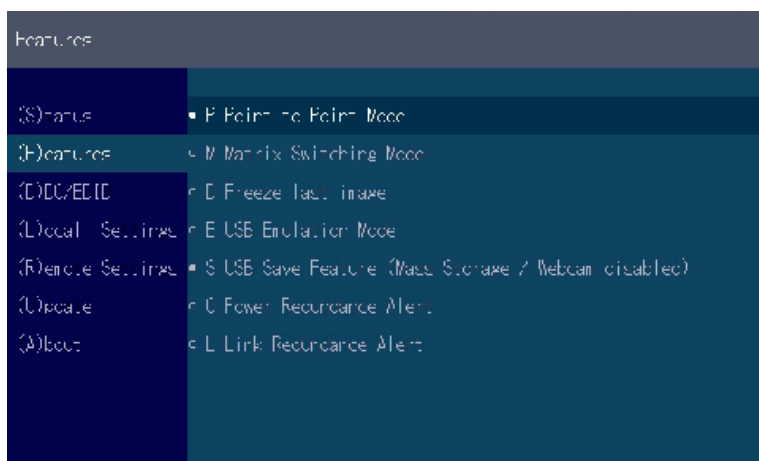 Features
(S)tatus
(F)eatures
(D)DC/EDID
(L)ocal Settings
(R)emote Settings
(U)pdate
(A)bout
P Point to Point Mode
M Matrix Switching Mode
Freeze last image
E USB Emulation Mode
S USB Save Feature (Mass Storage / Webcam disabled)
Power Redundance Alert
L Link Redundance Alert